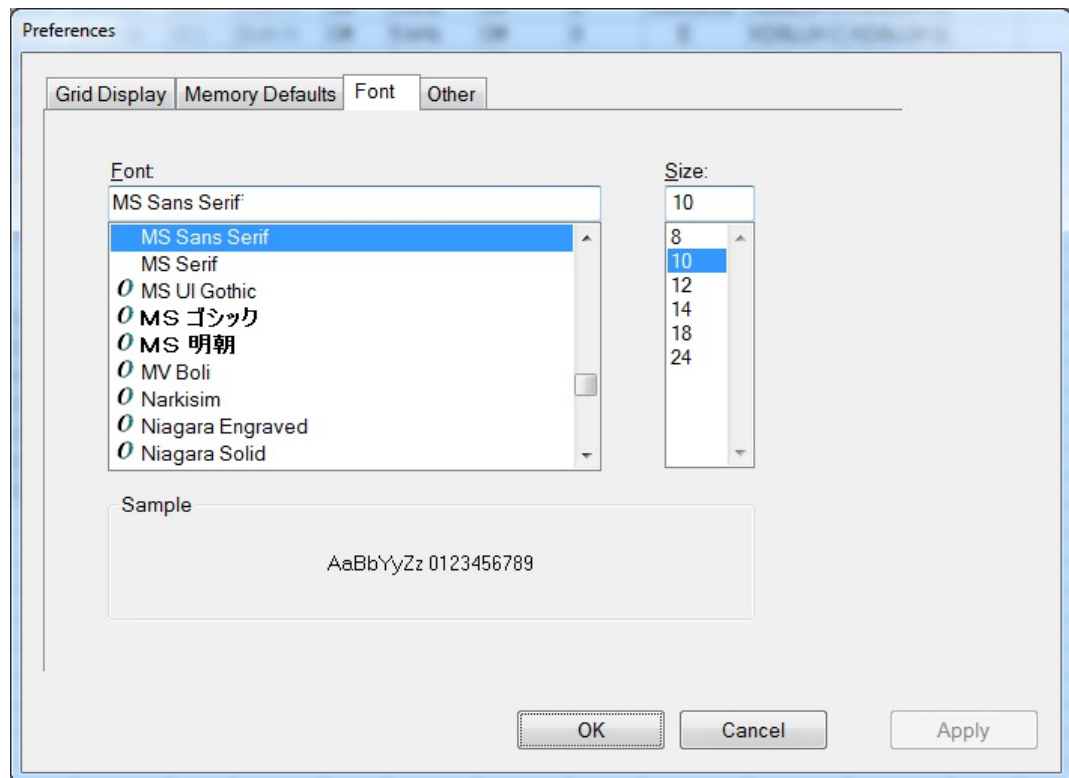 Preferences
Grid Display Memory Defaults Font Other
Font: Size:
MS Sans Serif 10
MS Sans Serif 8
MS Serif 10
O MS UI Gothic 12
O MS ゴシック 14
O MS 明朝 18
O MV Boli 24
O Narkisim
O Niagara Engraved
O Niagara Solid
Sample
AaBbYyZz 0123456789
OK Cancel Apply